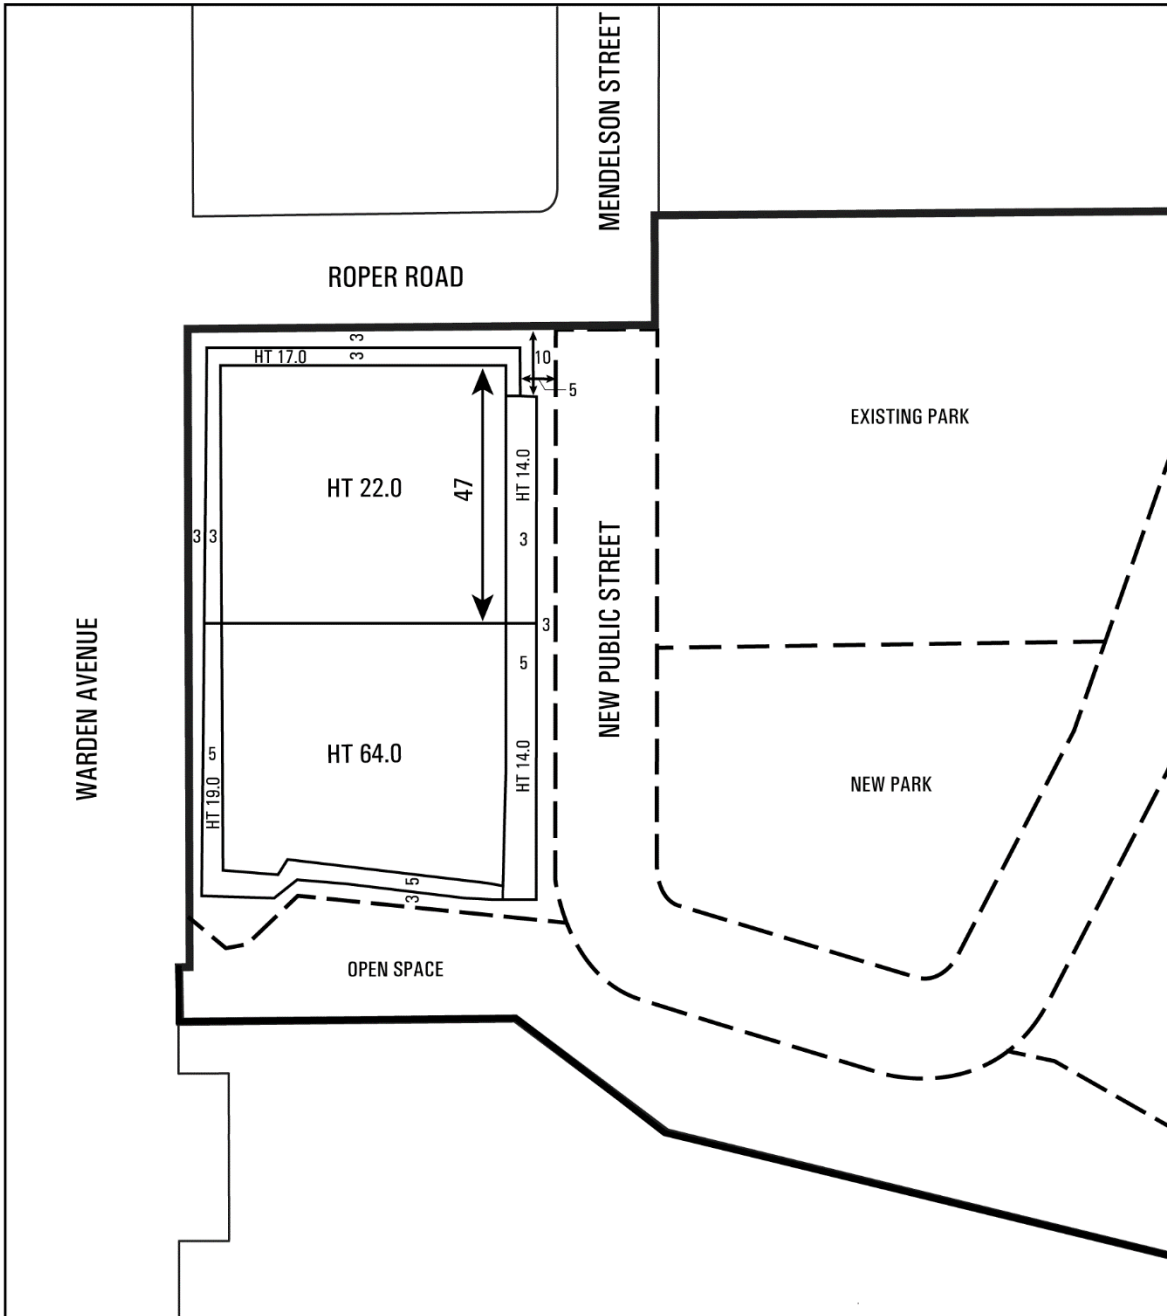 MENDELSON STREET
ROPER ROAD
3
HT 17.0
3
10
5
EXISTING PARK
HT 22.0
47
HT 14.0
3
3
3
NEW PUBLIC STREET
3
WARDEN AVENUE
5
5
HT 64.0
HT 19.0
HT 14.0
NEW PARK
5
3
OPEN SPACE